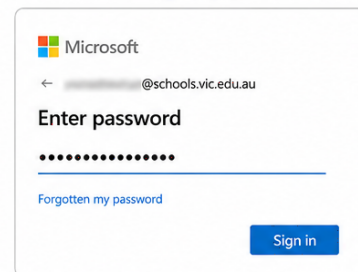 Microsoft
← @schools.vic.edu.au
Enter password
••••••••••••••••
Forgotten my password
Sign in